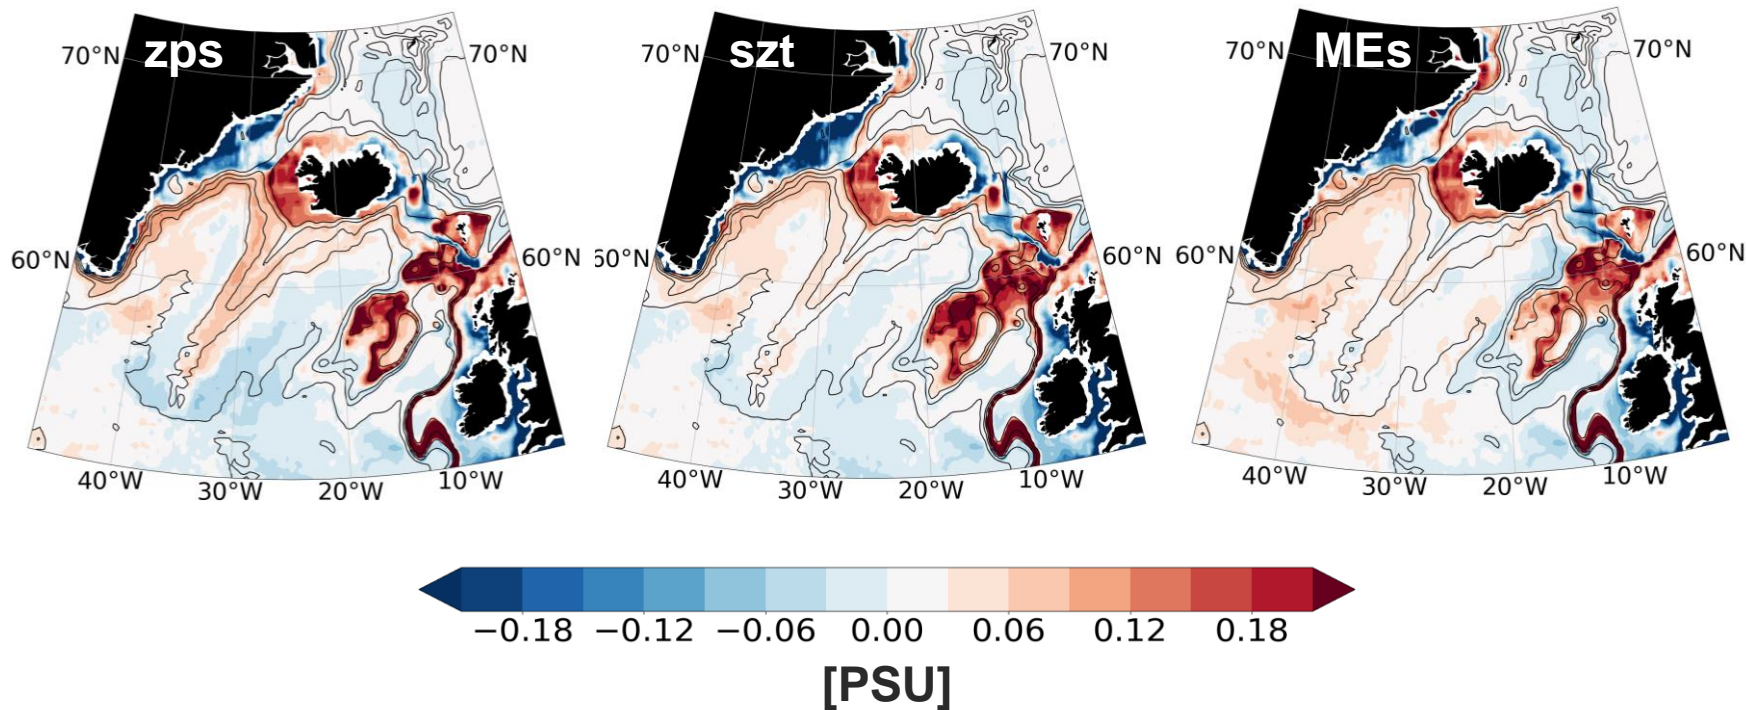 zps
szt
MEs
70°N 70°N 70°N 70°N 70°N 70°N
60°N 60°N 60°N 60°N 60°N 60°N
40°W 30°W 20°W 10°W 40°W 30°W 20°W 10°W 40°W 30°W 20°W 10°W
−0.18 −0.12 −0.06 0.00 0.06 0.12 0.18
[PSU]